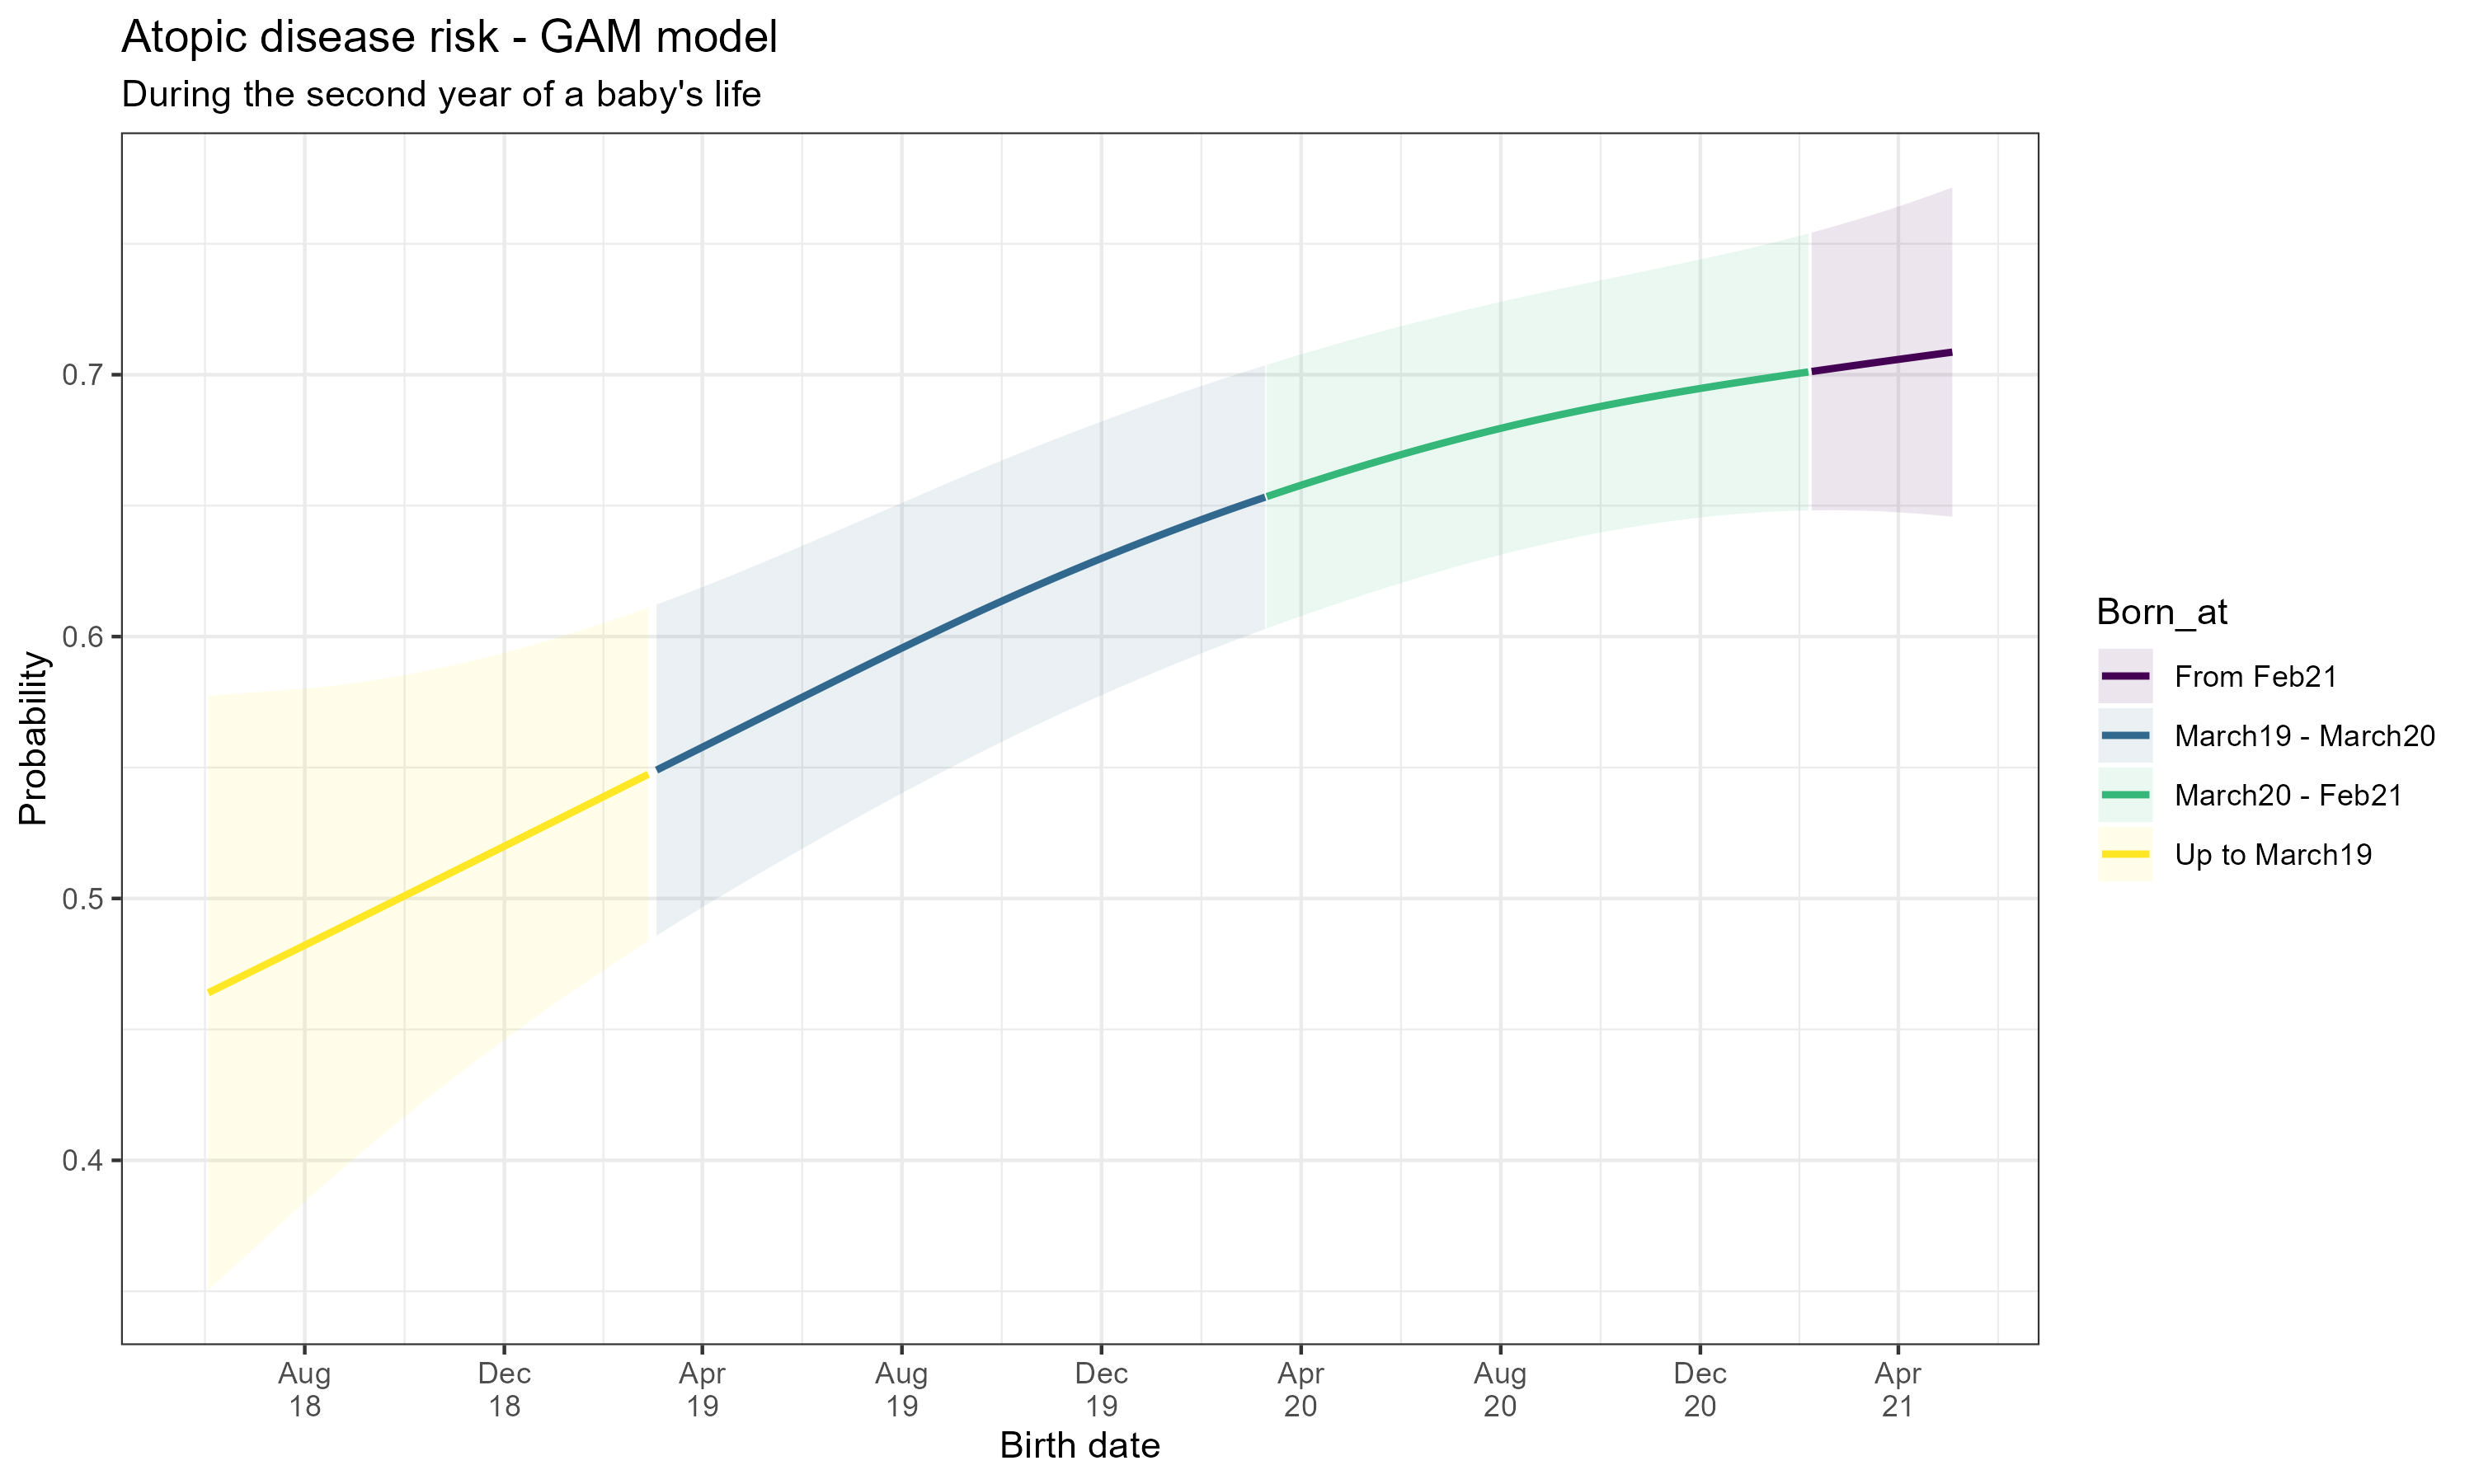 Atopic disease risk - GAM model
During the second year of a baby's life
Probability
0.7
0.6
0.5
0.4
Aug
18
Dec
18
Apr
19
Aug
19
Dec
19
Apr
20
Aug
20
Dec
20
Apr
21
Birth date
Born_at
From Feb21
March19 - March20
March20 - Feb21
Up to March19